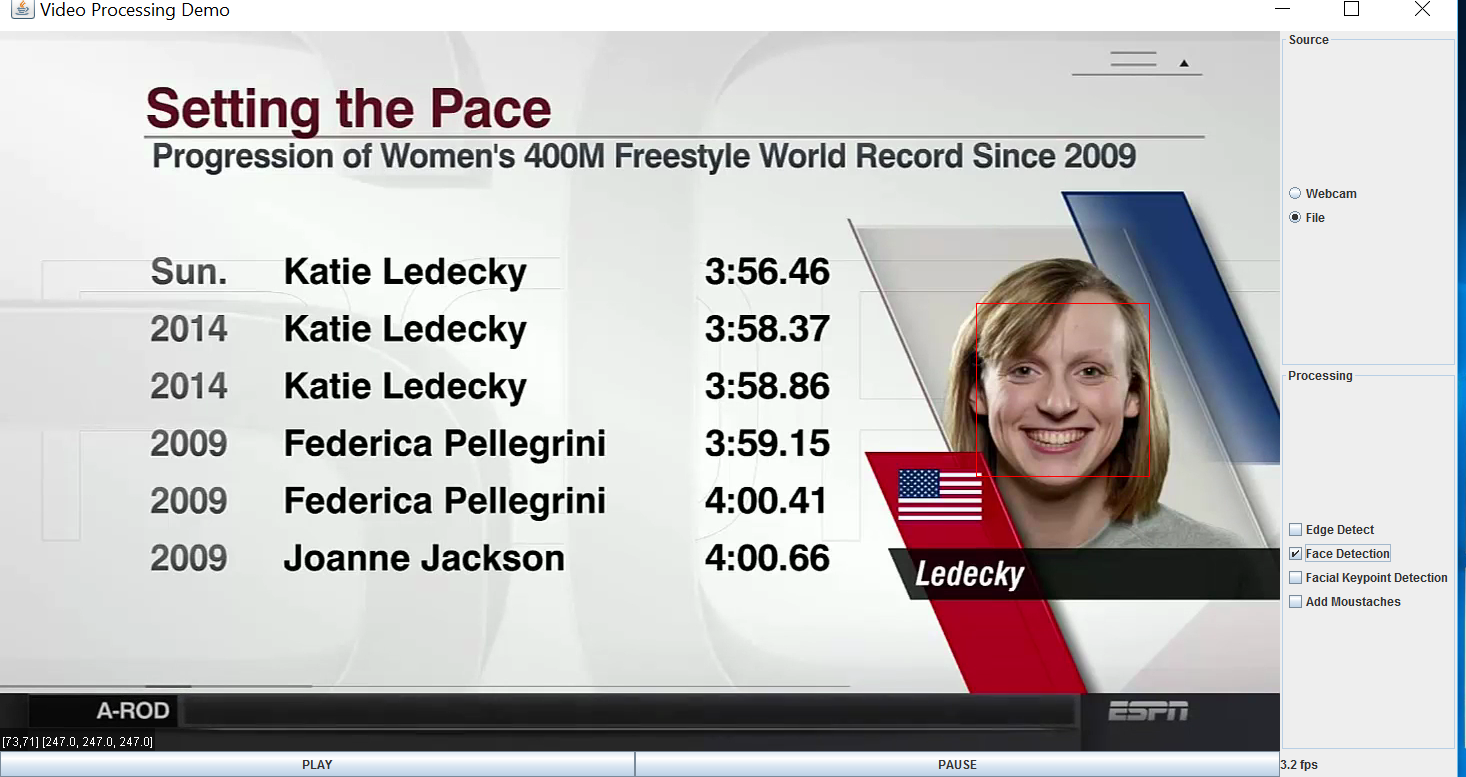 Video Processing Demo
Setting the Pace
Progression of Women's 400M Freestyle World Record Since 2009
Sun. Katie Ledecky 3:56.46
2014 Katie Ledecky 3:58.37
2014 Katie Ledecky 3:58.86
2009 Federica Pellegrini 3:59.15
2009 Federica Pellegrini 4:00.41
2009 Joanne Jackson 4:00.66
Ledecky
A-ROD
ESPN
[73,71] [247.0, 247.0, 247.0]
PLAY
PAUSE
Source
Webcam
File
Processing
Edge Detect
Face Detection
Facial Keypoint Detection
Add Moustaches
3.2 fps